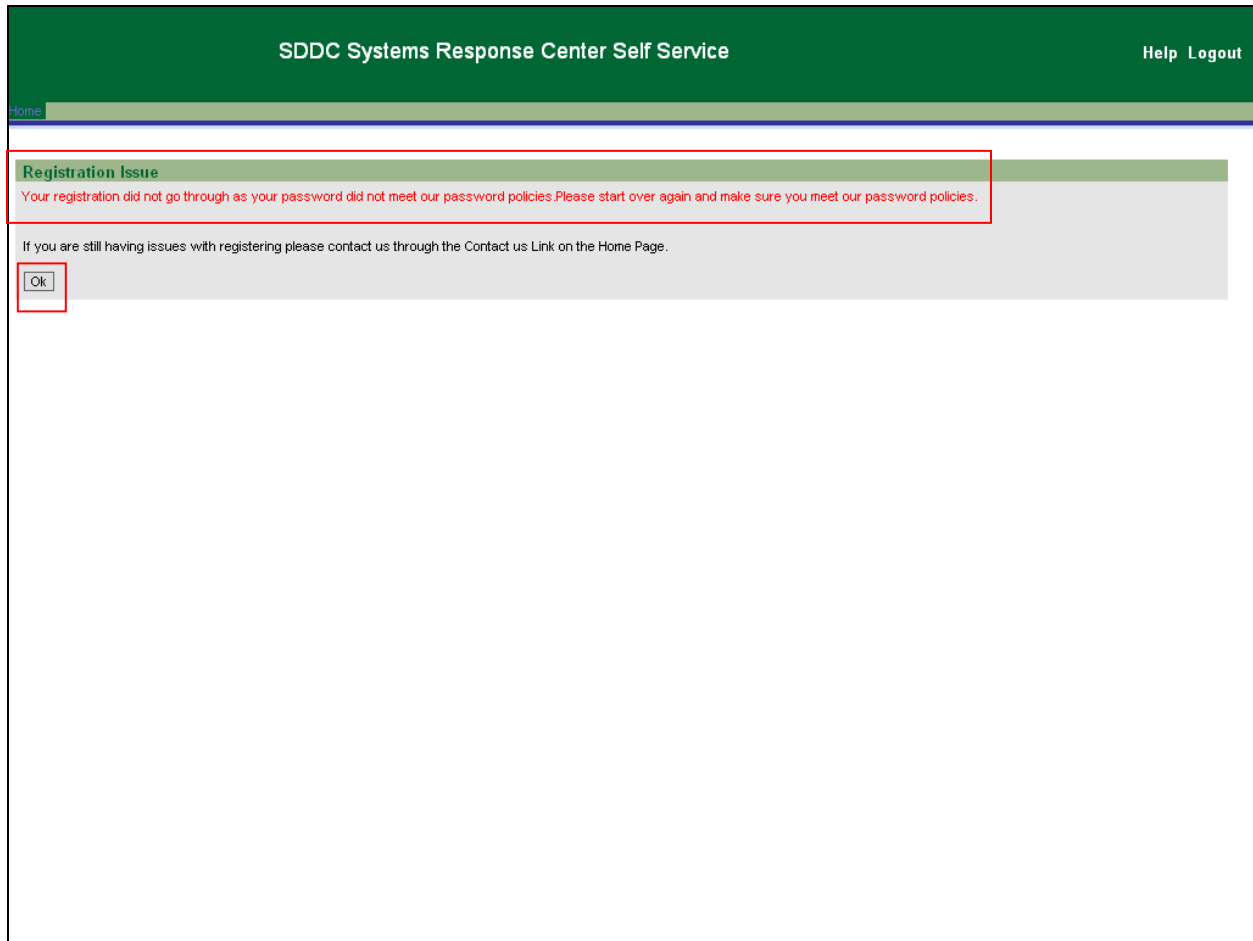 SDDC Systems Response Center Self Service
Help Logout
Home
Registration Issue
Your registration did not go through as your password did not meet our password policies.Please start over again and make sure you meet our password policies.
If you are still having issues with registering please contact us through the Contact us Link on the Home Page.
Ok